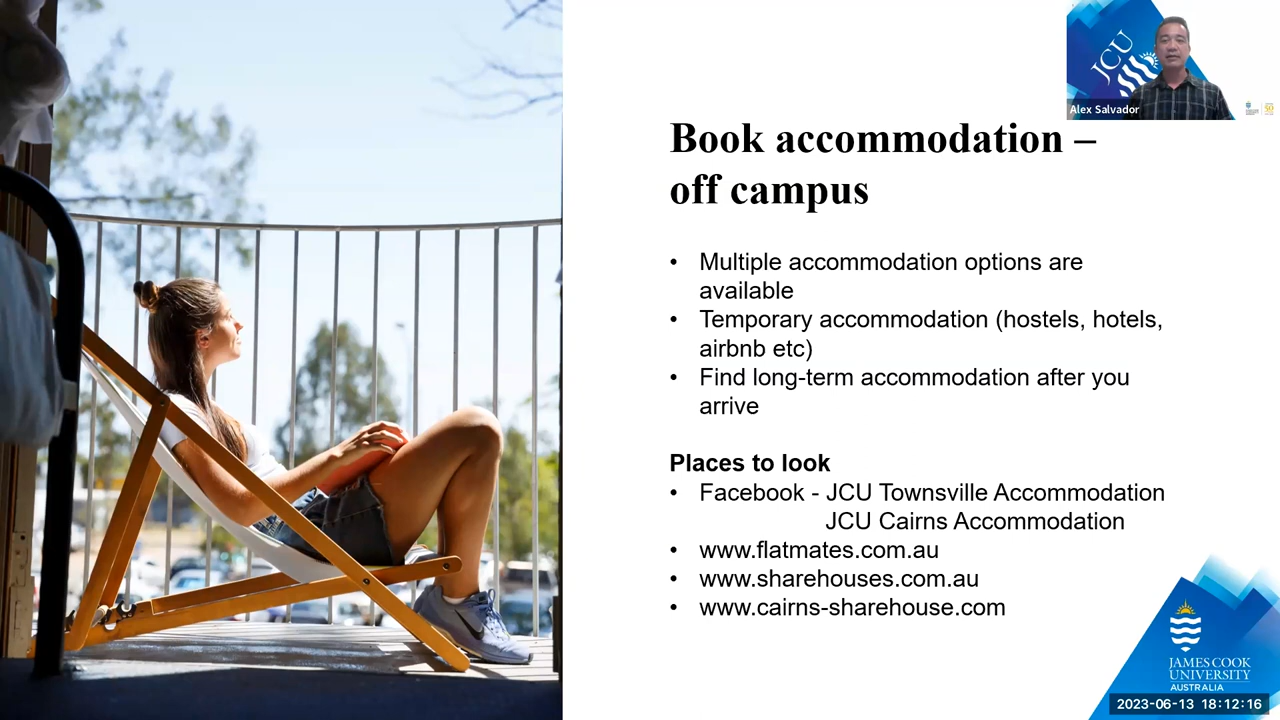 JCU
Alex Salvador
Book accommodation –
off campus
• Multiple accommodation options are
available
• Temporary accommodation (hostels, hotels,
airbnb etc)
• Find long-term accommodation after you
arrive
Places to look
• Facebook - JCU Townsville Accommodation
JCU Cairns Accommodation
• www.flatmates.com.au
• www.sharehouses.com.au
• www.cairns-sharehouse.com
JAMES COOK
UNIVERSITY
AUSTRALIA
2023-06-13 18:12:16